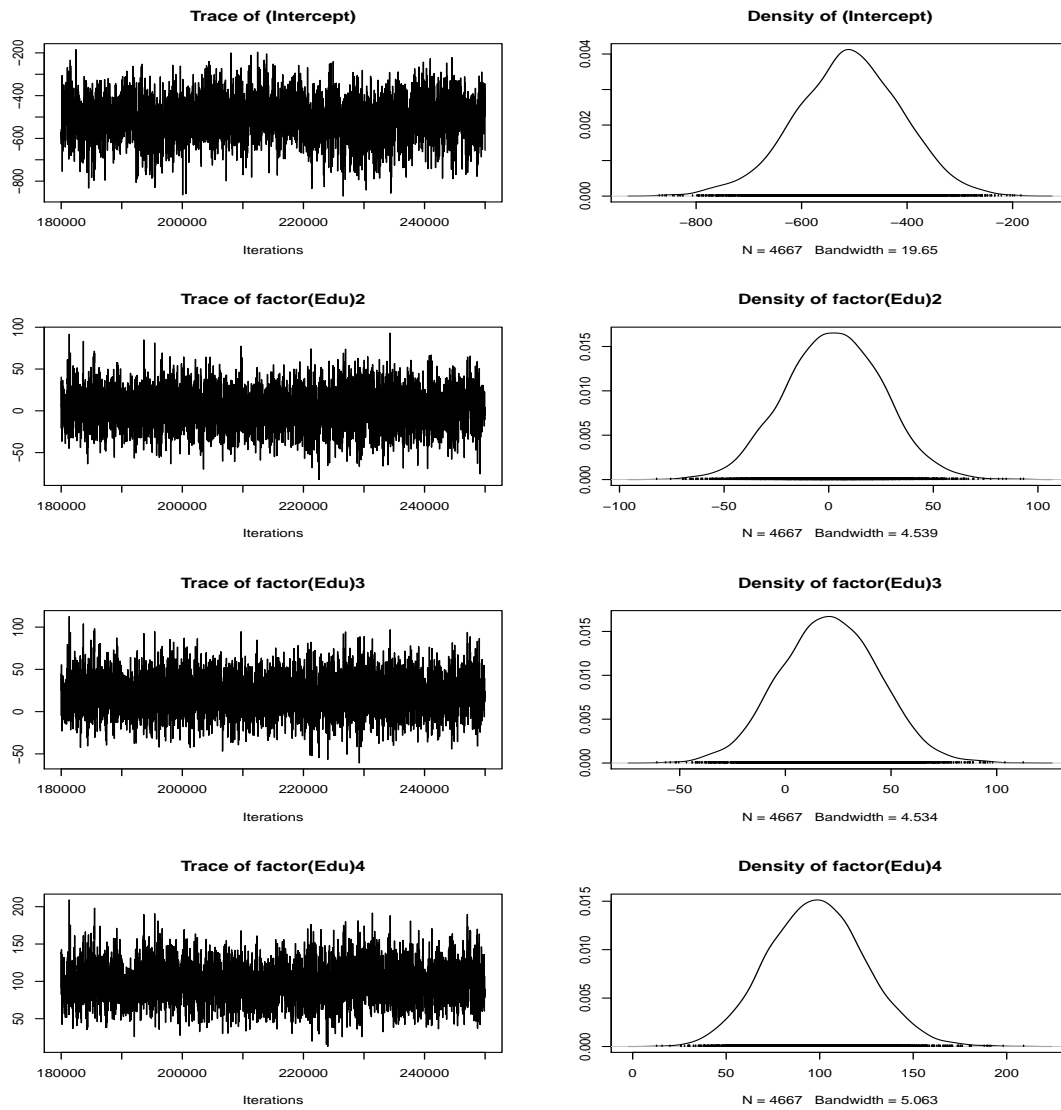 Trace of (Intercept)
−200
−400
−600
−800
180000 200000 220000 240000
Iterations
Density of (Intercept)
0.004
0.002
0.000
−800 −600 −400 −200
N = 4667 Bandwidth = 19.65
Trace of factor(Edu)2
100
50
0
−50
180000 200000 220000 240000
Iterations
Density of factor(Edu)2
0.015
0.010
0.005
0.000
−100 −50 0 50 100
N = 4667 Bandwidth = 4.539
Trace of factor(Edu)3
100
50
0
−50
180000 200000 220000 240000
Iterations
Density of factor(Edu)3
0.015
0.010
0.005
0.000
−50 0 50 100
N = 4667 Bandwidth = 4.534
Trace of factor(Edu)4
200
150
100
50
180000 200000 220000 240000
Iterations
Density of factor(Edu)4
0.015
0.010
0.005
0.000
0 50 100 150 200
N = 4667 Bandwidth = 5.063